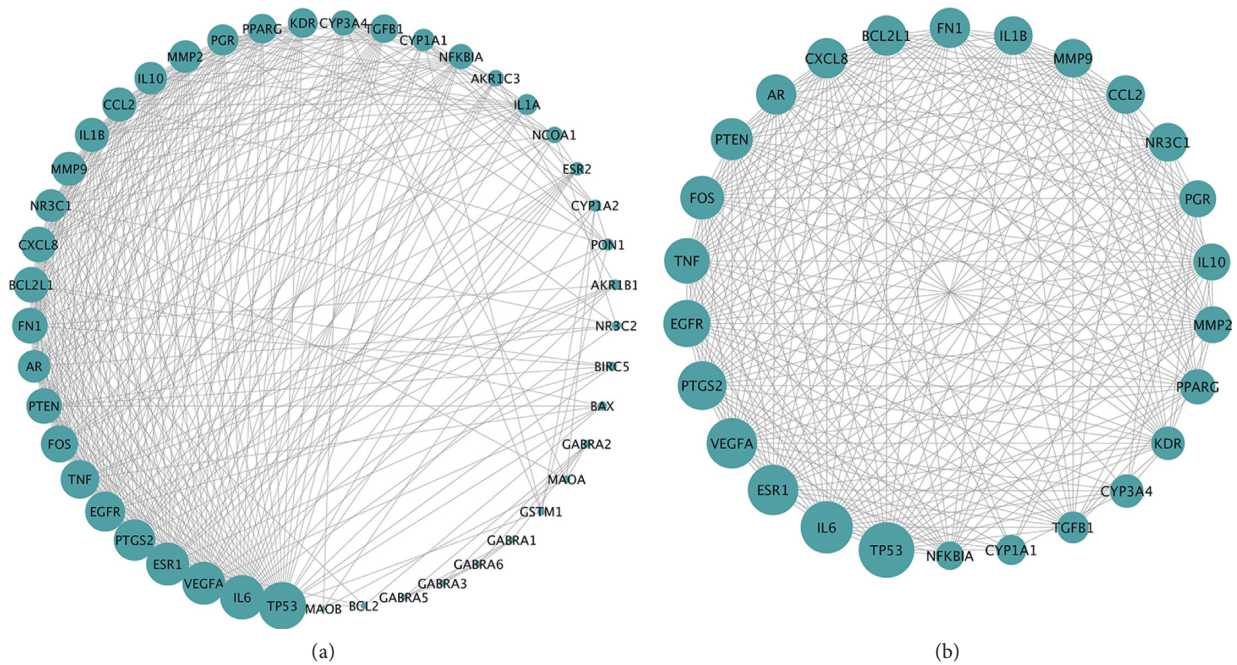 KDR
CYP3A4
TGFB1
CYP1A1
NFKBIA
AKR1C3
IL1A
NCOA1
ESR2
CYP1A2
PON1
AKR1B1
NR3C2
BIRC5
BAX
GABRA2
MAOA
GSTM1
GABRA1
GABRA6
GABRA3
GABRA5
BCL2
MAOB
TP53
IL6
VEGFA
ESR1
PTGS2
EGFR
TNF
FOS
PTEN
AR
FN1
BCL2L1
CXCL8
NR3C1
MMP9
IL1B
CCL2
IL10
MMP2
PGR
PPARG
(a)
FN1
IL1B
MMP9
CCL2
NR3C1
PGR
IL10
MMP2
PPARG
KDR
CYP3A4
TGFB1
CYP1A1
NFKBIA
TP53
IL6
ESR1
VEGFA
PTGS2
EGFR
TNF
FOS
PTEN
AR
CXCL8
BCL2L1
(b)